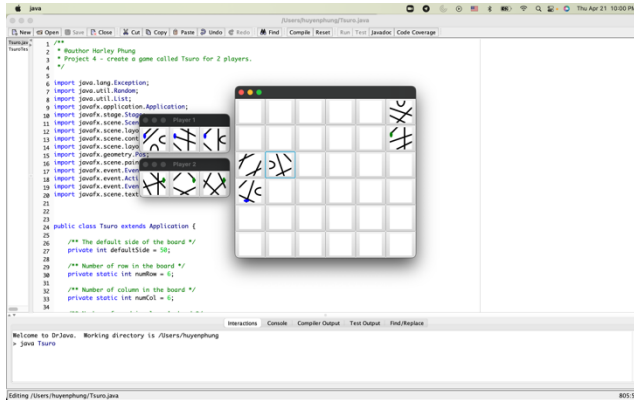 java
Thu Apr 21 10:00 PM
/Users/huyenphung/Tsuro.java
New Open Save Close Cut Copy Paste Undo Redo Find Compile Reset Run Test Javadoc Code Coverage
1 /**
2 * @author Harley Phung
3 * Project 4 - create a game called Tsuro for 2 players.
4 */
5
6 import java.lang.Exception;
7 import java.util.Random;
8 import java.util.List;
9 import javafx.application.Application;
10 import javafx.stage.Stag
11 import javafx.scene.Scen
12 import javafx.scene.layo
13 import javafx.scene.cont
14 import javafx.scene.layo
15 import javafx.geometry.Pos;
16 import javafx.scene.pain
17 import javafx.event.Even
18 import javafx.event.Acti
19 import javafx.event.Even
20 import javafx.scene.text
21
22
23
24 public class Tsuro extends Application {
25
26 /** The default side of the board */
27 private int defaultSide = 50;
28
29 /** Number of row in the board */
30 private static int numRow = 6;
31
32 /** Number of column in the board */
33 private static int numCol = 6;
34
Player 1
Player 2
Interactions Console Compiler Output Test Output Find/Replace
Welcome to DrJava. Working directory is /Users/huyenphung
> java Tsuro
Editing /Users/huyenphung/Tsuro.java